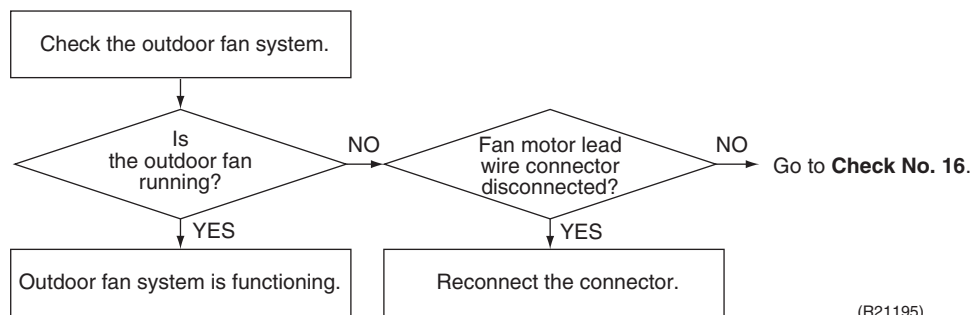 Check the outdoor fan system.
Is
the outdoor fan
running?
NO
Fan motor lead
wire connector
disconnected?
NO
Go to Check No. 16.
YES
YES
Outdoor fan system is functioning.
Reconnect the connector.
(R21195)